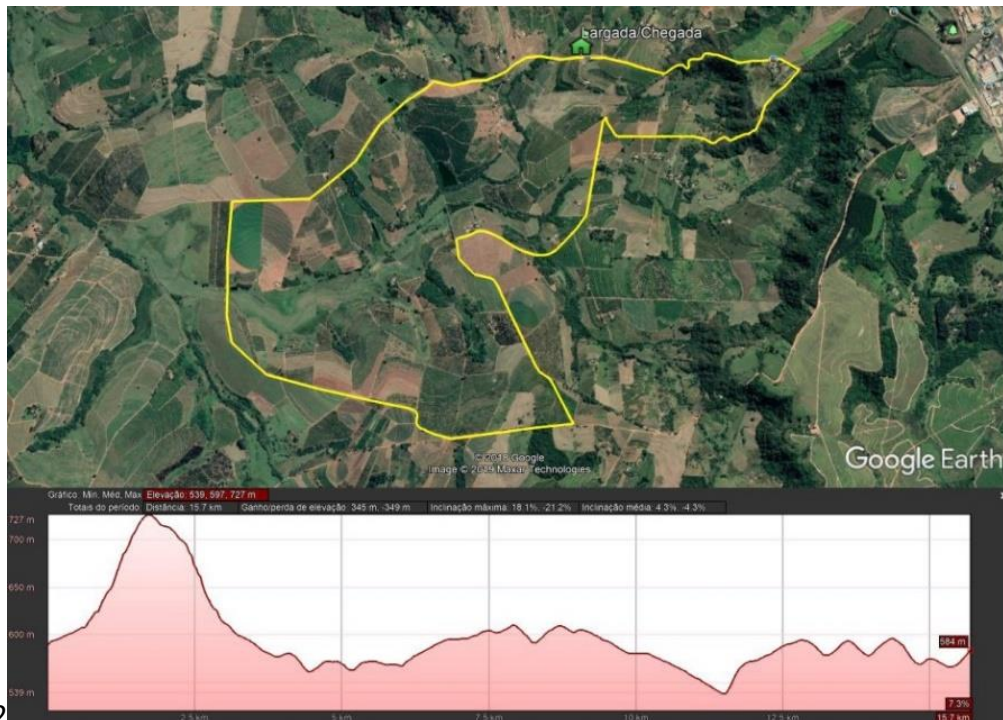 Largada/Chegada
© 2018 Google
Image © 2019 Maxar Technologies
Google Earth
Gráfico: Min, Méd, Máx Elevação: 539, 597, 727 m
Totais do período: Distância: 15.7 km Ganho/perda de elevação: 345 m, -349 m Inclinação máxima: 18.1%, -21.2% Inclinação média: 4.3%, -4.3%
727 m
700 m
650 m
600 m
584 m
539 m
7.3%
2.5 km 5 km 7.5 km 10 km 12.5 km 15.7 km